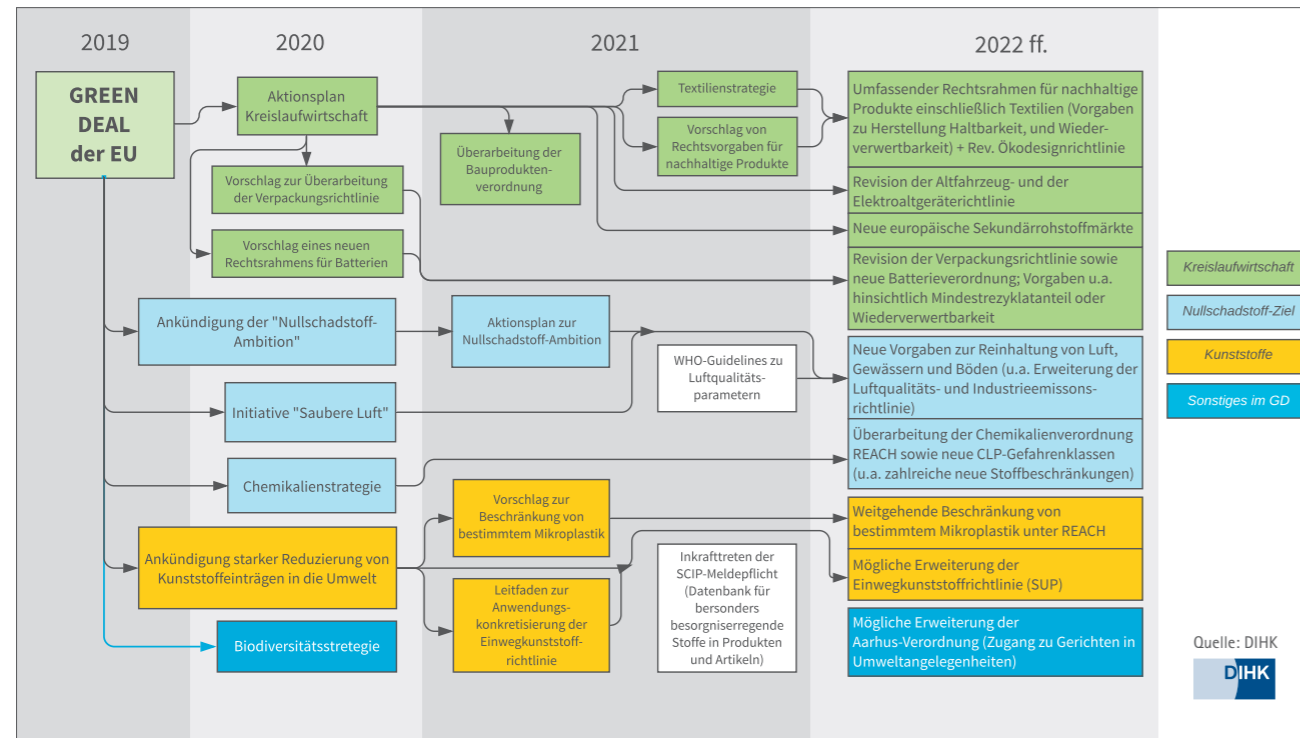 2019
2020
2021
2022 ff.
GREEN
DEAL
der EU
Aktionsplan
Kreislaufwirtschaft
Vorschlag zur Überarbeitung
der Verpackungsrichtlinie
Vorschlag eines neuen
Rechtsrahmens für Batterien
Überarbeitung der
Bauprodukten-
verordnung
Textilienstrategie
Vorschlag von
Rechtsvorgaben für
nachhaltige Produkte
Umfassender Rechtsrahmen für nachhaltige
Produkte einschließlich Textilien (Vorgaben
zu Herstellung Haltbarkeit, und Wieder-
verwertbarkeit) + Rev. Ökodesignrichtlinie
Revision der Altfahrzeug- und der
Elektroaltgeräterichtlinie
Neue europäische Sekundärrohstoffmärkte
Revision der Verpackungsrichtlinie sowie
neue Batterieverordnung; Vorgaben u.a.
hinsichtlich Mindestrezyklatanteil oder
Wiederverwertbarkeit
Ankündigung der "Nullschadstoff-
Ambition"
Aktionsplan zur
Nullschadstoff-Ambition
Initiative "Saubere Luft"
WHO-Guidelines zu
Luftqualitäts-
parametern
Neue Vorgaben zur Reinhaltung von Luft,
Gewässern und Böden (u.a. Erweiterung der
Luftqualitäts- und Industrieemissons-
richtlinie)
Chemikalienstrategie
Überarbeitung der Chemikalienverordnung
REACH sowie neue CLP-Gefahrenklassen
(u.a. zahlreiche neue Stoffbeschränkungen)
Ankündigung starker Reduzierung von
Kunststoffeinträgen in die Umwelt
Vorschlag zur
Beschränkung von
bestimmtem Mikroplastik
Leitfaden zur
Anwendungs-
konkretisierung der
Einwegkunststoff-
richtlinie
Inkrafttreten der
SCIP-Meldepflicht
(Datenbank für
bersonders
besorgniserregende
Stoffe in Produkten
und Artikeln)
Weitgehende Beschränkung von
bestimmtem Mikroplastik unter REACH
Mögliche Erweiterung der
Einwegkunststoffrichtlinie (SUP)
Biodiversitätsstretegie
Mögliche Erweiterung der
Aarhus-Verordnung (Zugang zu Gerichten in
Umweltangelegenheiten)
Kreislaufwirtschaft
Nullschadstoff-Ziel
Kunststoffe
Sonstiges im GD
Quelle: DIHK
DIHK